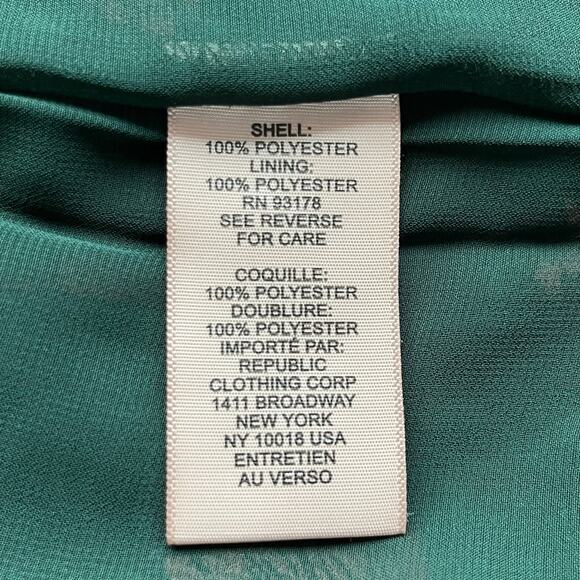 SHELL:
100% POLYESTER
LINING:
100% POLYESTER
RN 93178
SEE REVERSE
FOR CARE
COQUILLE:
100% POLYESTER
DOUBLURE:
100% POLYESTER
IMPORTÉ PAR:
REPUBLIC
CLOTHING CORP
1411 BROADWAY
NEW YORK
NY 10018 USA
ENTRETIEN
AU VERSO